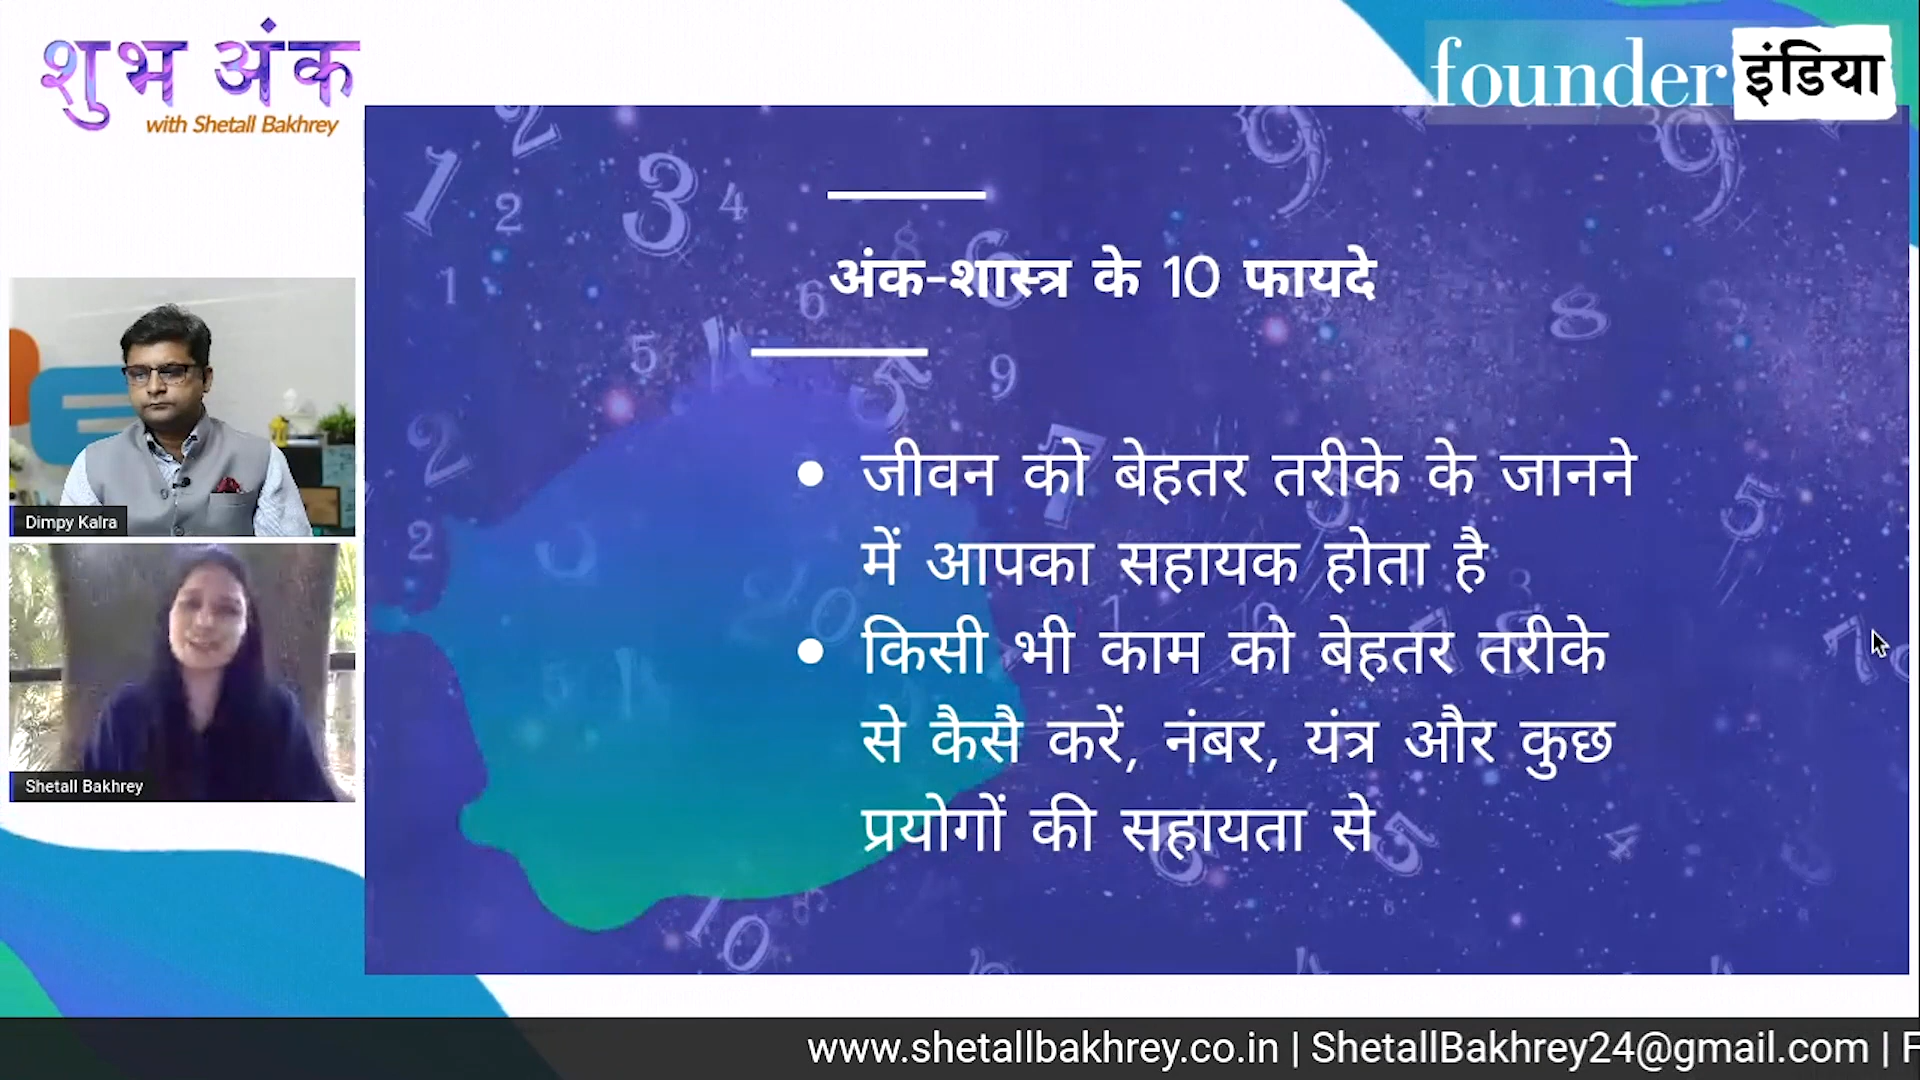 शुभ अंक
with Shetall Bakhrey
founder इंडिया
अंक-शास्त्र के 10 फायदे
• जीवन को बेहतर तरीके के जानने
में आपका सहायक होता है
• किसी भी काम को बेहतर तरीके
से कैसै करें, नंबर, यंत्र और कुछ
प्रयोगों की सहायता से
Dimpy Kalra
Shetall Bakhrey
www.shetallbakhrey.co.in | ShetallBakhrey24@gmail.com | F